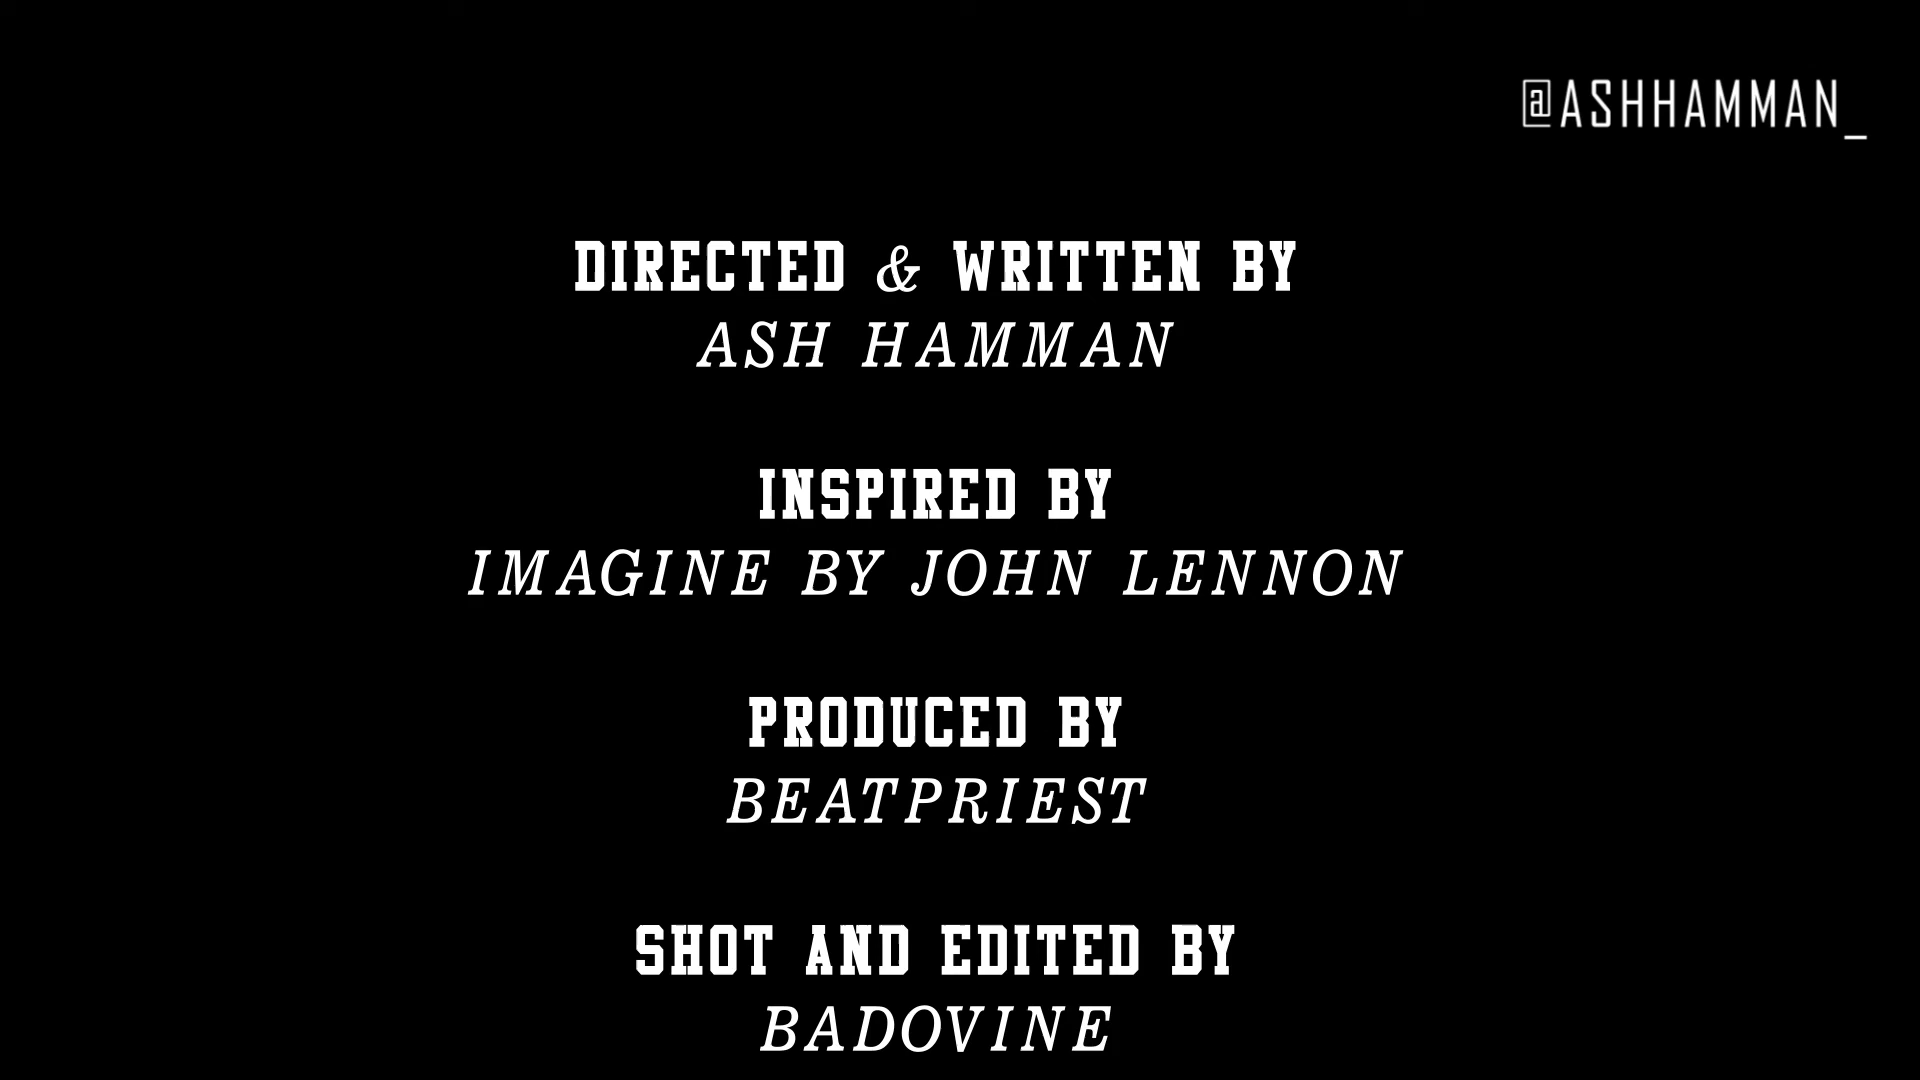 @ASHHAMMAN_
DIRECTED & WRITTEN BY
ASH HAMMAN
INSPIRED BY
IMAGINE BY JOHN LENNON
PRODUCED BY
BEATPRIEST
SHOT AND EDITED BY
BADOVINE